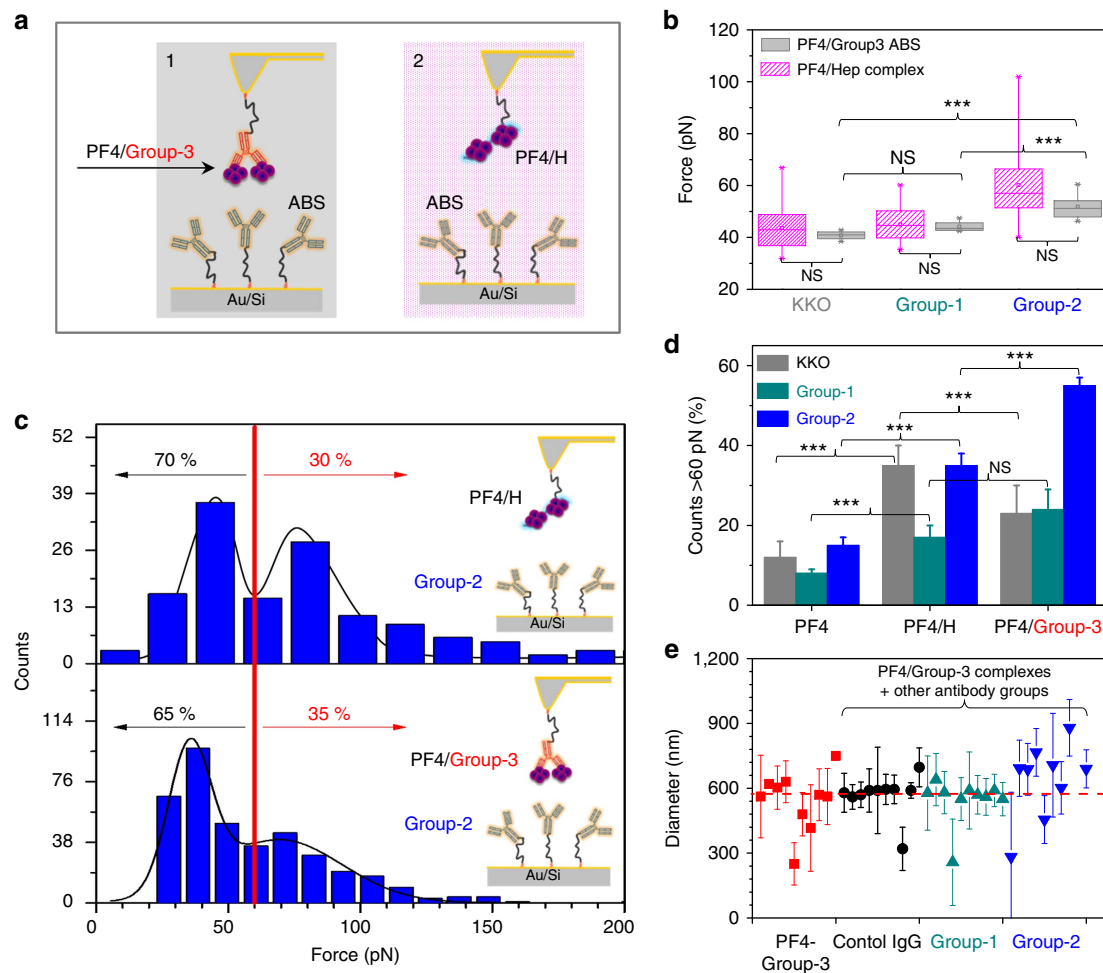 a
1
2
PF4/Group-3
PF4/H
ABS
ABS
Au/Si
Au/Si
b
120
100
80
60
40
20
Force (pN)
PF4/Group3 ABS
PF4/Hep complex
***
***
NS
NS
NS
NS
KKO
Group-1
Group-2
c
52
39
26
13
0
70 %
30 %
PF4/H
Group-2
Au/Si
Counts
114
76
38
0
65 %
35 %
PF4/Group-3
Group-2
Au/Si
0
50
100
150
200
Force (pN)
d
60
40
20
0
Counts >60 pN (%)
KKO
Group-1
Group-2
***
***
***
***
***
NS
PF4
PF4/H
PF4/Group-3
e
1,200
900
600
300
0
Diameter (nm)
PF4/Group-3 complexes
+ other antibody groups
PF4-
Group-3
Contol IgG
Group-1
Group-2